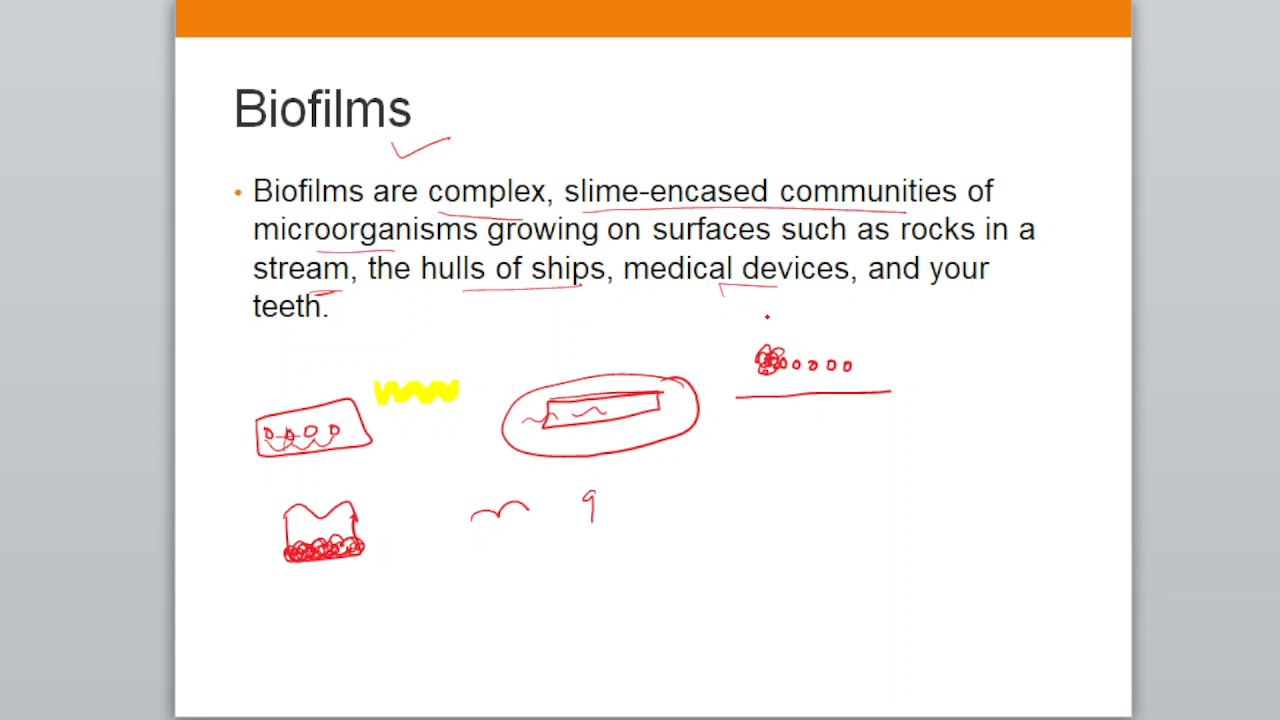 Biofilms
• Biofilms are complex, slime-encased communities of
microorganisms growing on surfaces such as rocks in a
stream, the hulls of ships, medical devices, and your
teeth.